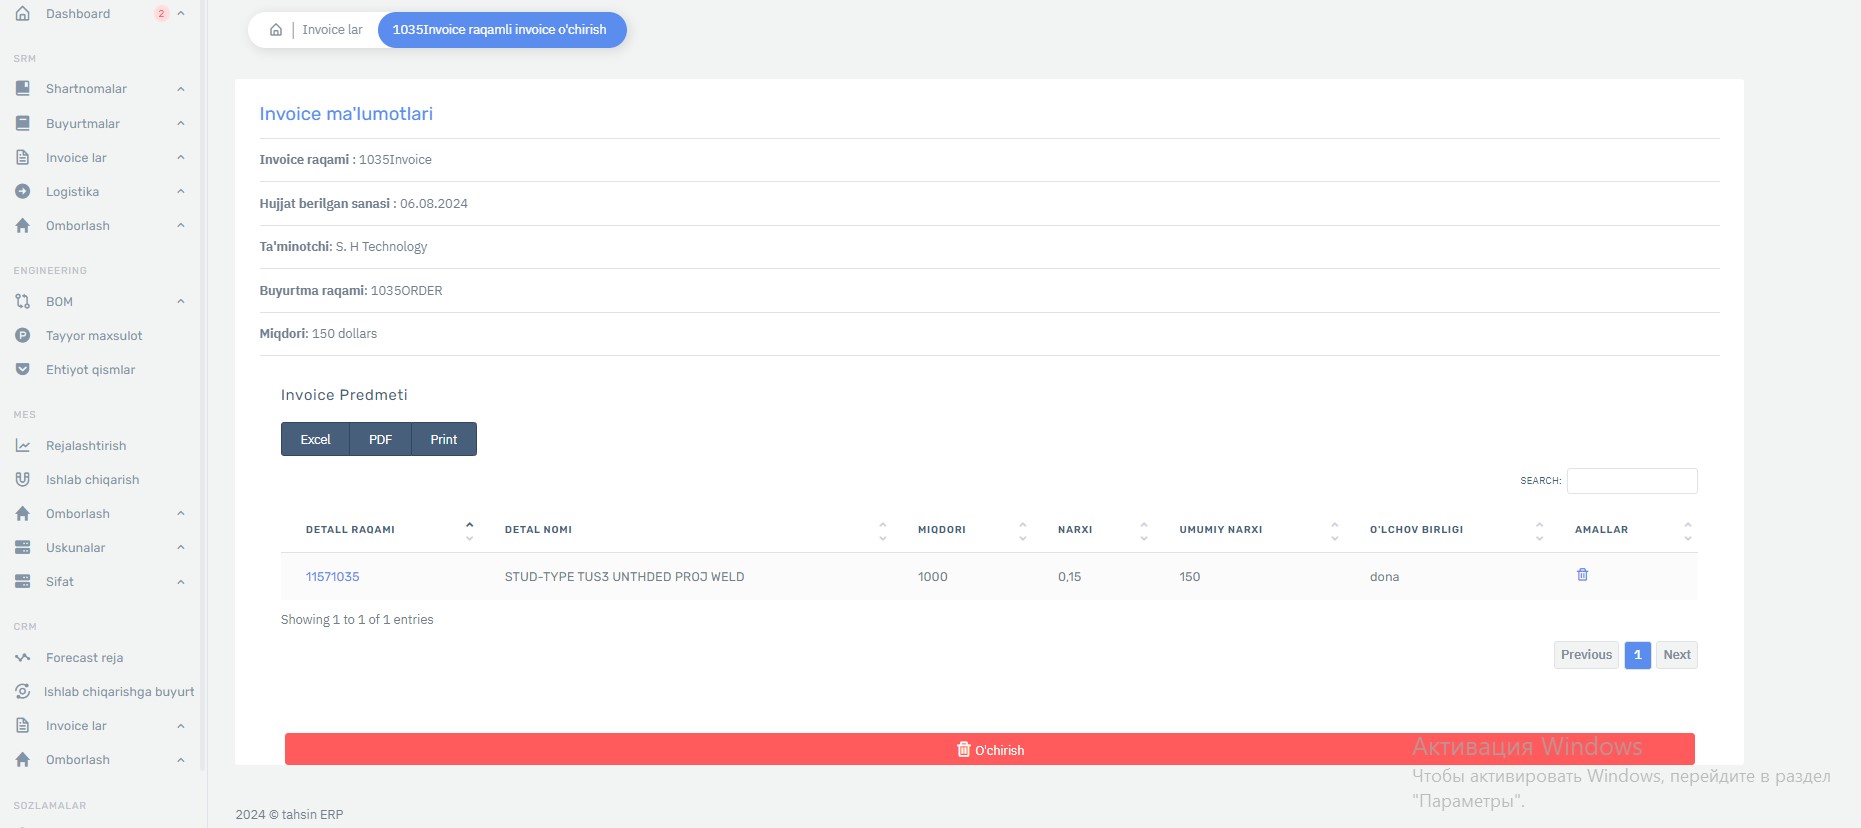 Dashboard 2
SRM
Shartnomalar
Buyurtmalar
Invoice lar
Logistika
Omborlash
ENGINEERING
BOM
Tayyor maxsulot
Ehtiyot qismlar
MES
Rejalashtirish
Ishlab chiqarish
Omborlash
Uskunalar
Sifat
CRM
Forecast reja
Ishlab chiqarishga buyurt
Invoice lar
Omborlash
SOZLAMALAR
Invoice lar 1035Invoice raqamli invoice o'chirish
Invoice ma'lumotlari
Invoice raqami : 1035Invoice
Hujjat berilgan sanasi : 06.08.2024
Ta'minotchi: S. H Technology
Buyurtma raqami: 1035ORDER
Miqdori: 150 dollars
Invoice Predmeti
Excel PDF Print
SEARCH:
DETALL RAQAMI DETAL NOMI MIQDORI NARXI UMUMIY NARXI O'LCHOV BIRLIGI AMALLAR
11571035 STUD-TYPE TUS3 UNTHDED PROJ WELD 1000 0,15 150 dona
Showing 1 to 1 of 1 entries
Previous 1 Next
O'chirish
Активация Windows
Чтобы активировать Windows, перейдите в раздел
"Параметры".
2024 © tahsin ERP